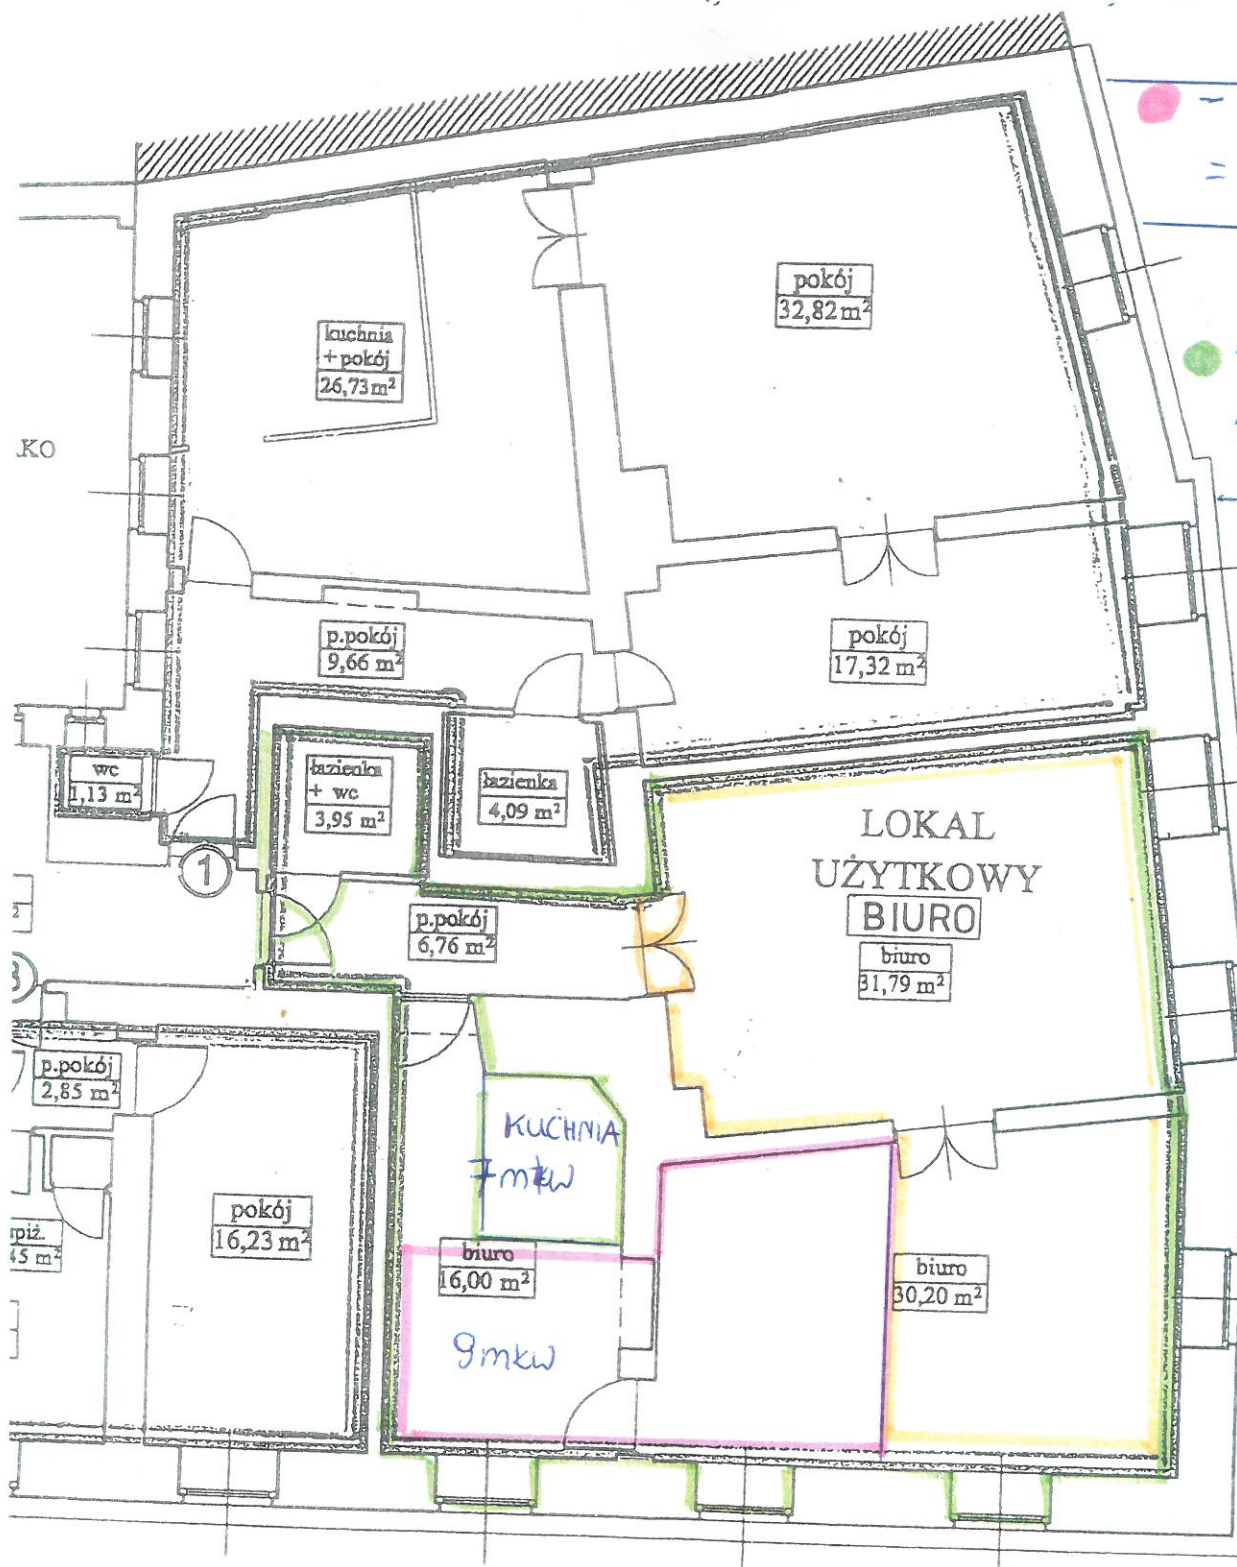 pokój
32,82 m²
kuchnia
+ pokój
26,73 m²
KO
p.pokój
9,66 m²
pokój
17,32 m²
wc
1,13 m²
łazienka
+ wc
3,95 m²
łazienka
4,09 m²
LOKAL
UŻYTKOWY
BIURO
biuro
31,79 m²
1
p.pokój
6,76 m²
p.pokój
2,85 m²
KUCHNIA
7mkw
pokój
16,23 m²
piż.
45 m²
biuro
16,00 m²
biuro
30,20 m²
9mkw